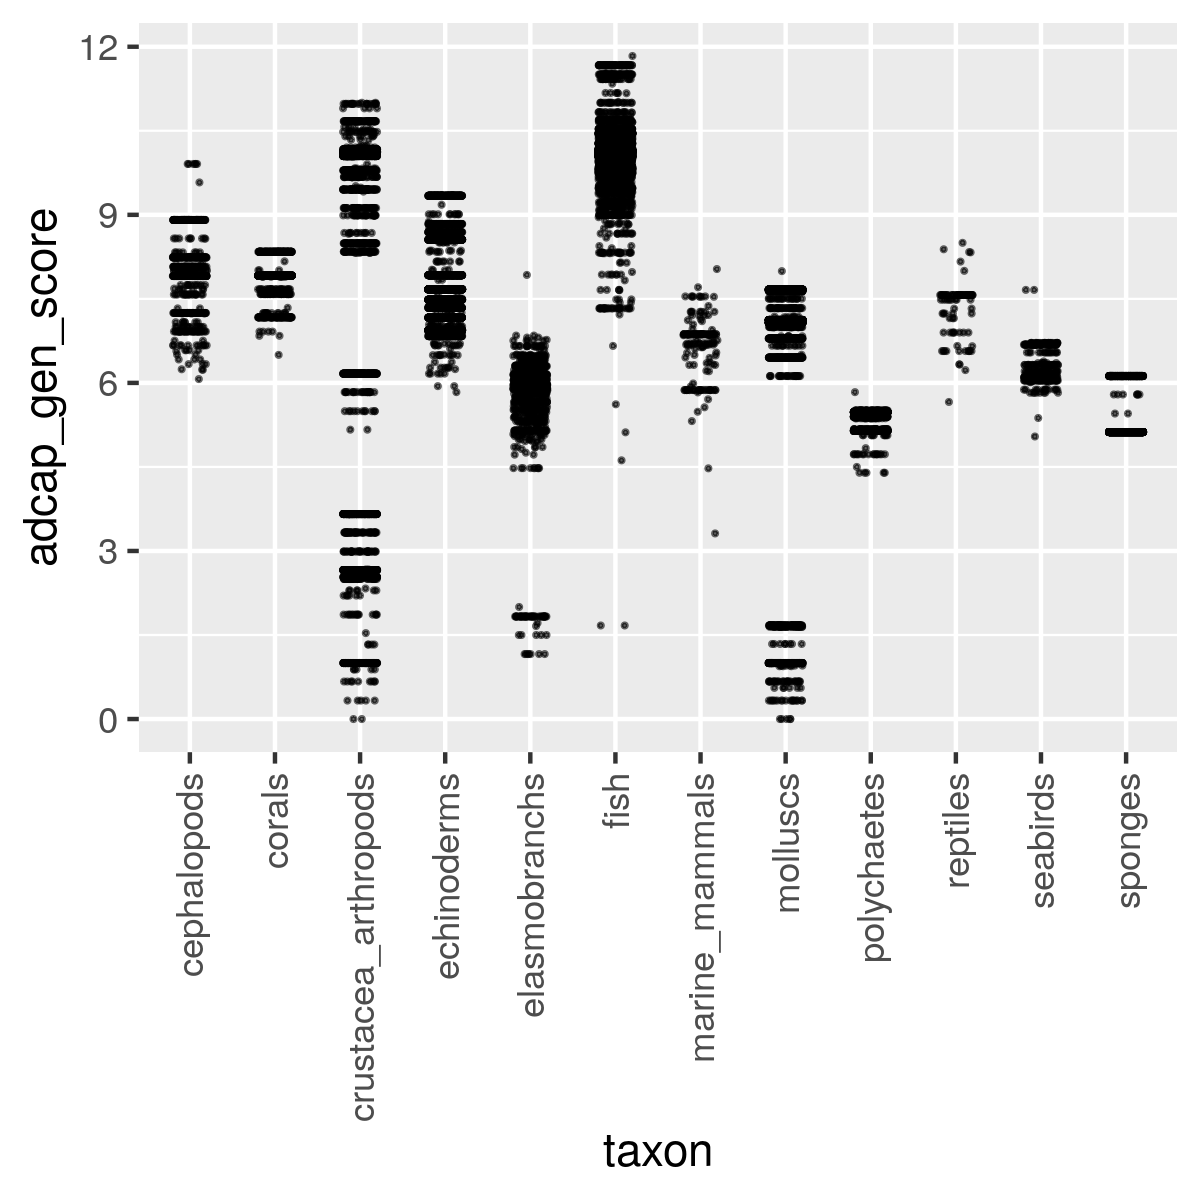 adcap_gen_score
12
9
6
3
0
cephalopods
corals
crustacea_arthropods
echinoderms
elasmobranchs
fish
marine_mammals
molluscs
polychaetes
reptiles
seabirds
sponges
taxon